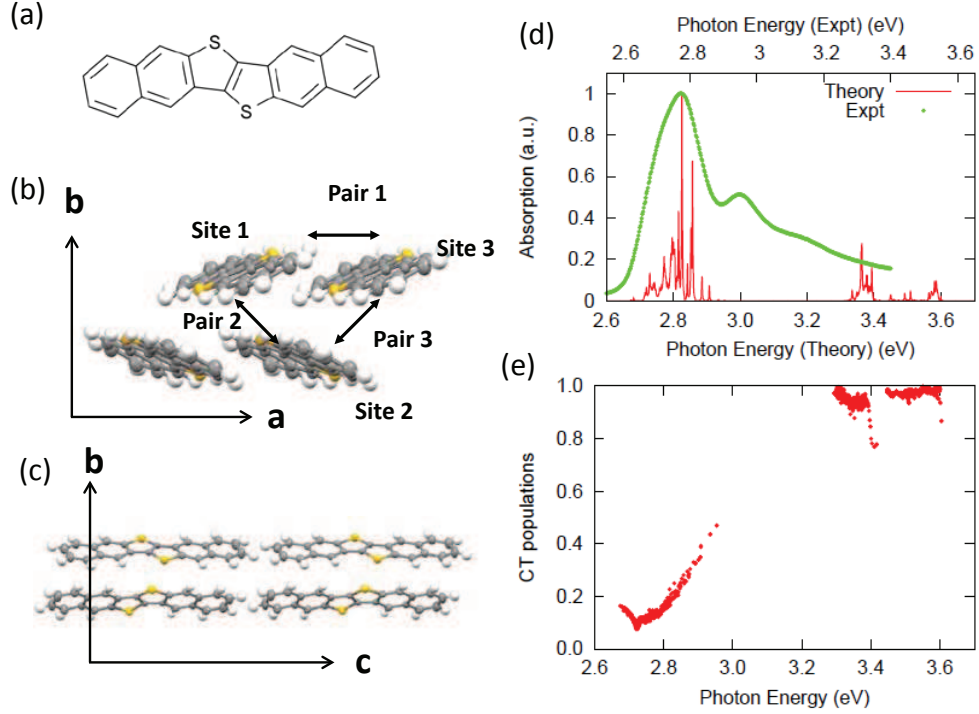 (a)
S
S
(b)
b
Pair 1
Site 1
Site 3
Pair 2
Pair 3
Site 2
a
(c)
b
c
(d)
Photon Energy (Expt) (eV)
2.6 2.8 3 3.2 3.4 3.6
Theory
Expt
Absorption (a.u.)
1
0.8
0.6
0.4
0.2
0
2.6 2.8 3.0 3.2 3.4 3.6
Photon Energy (Theory) (eV)
(e)
CT populations
1.0
0.8
0.6
0.4
0.2
0.0
2.6 2.8 3.0 3.2 3.4 3.6
Photon Energy (eV)